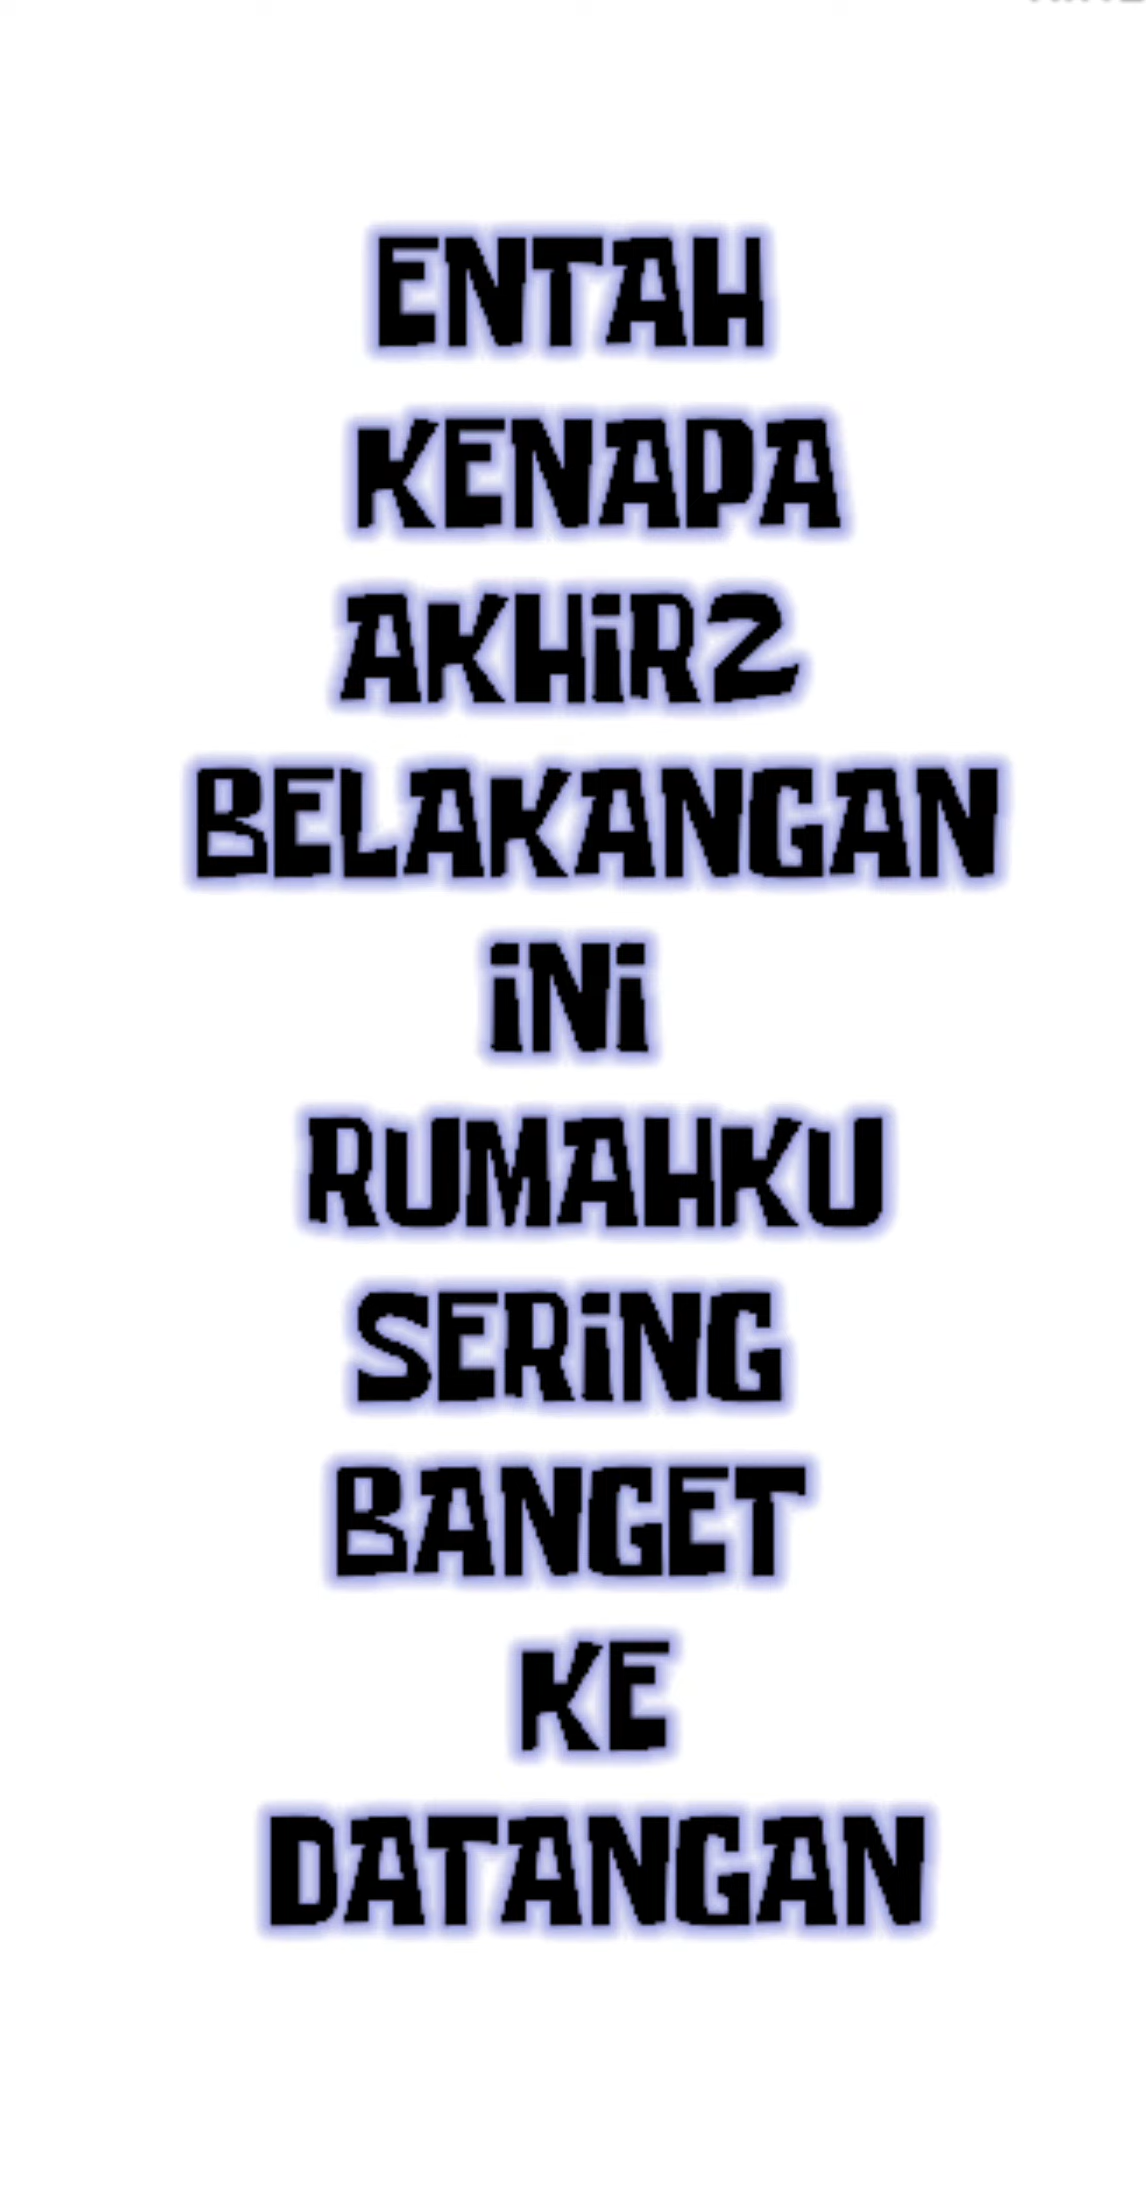 ENTAH
KENAPA
AKHiR2
BELAKANGAN
iNi
RUMAHKU
SERiNG
BANGET
KE
DATANGAN